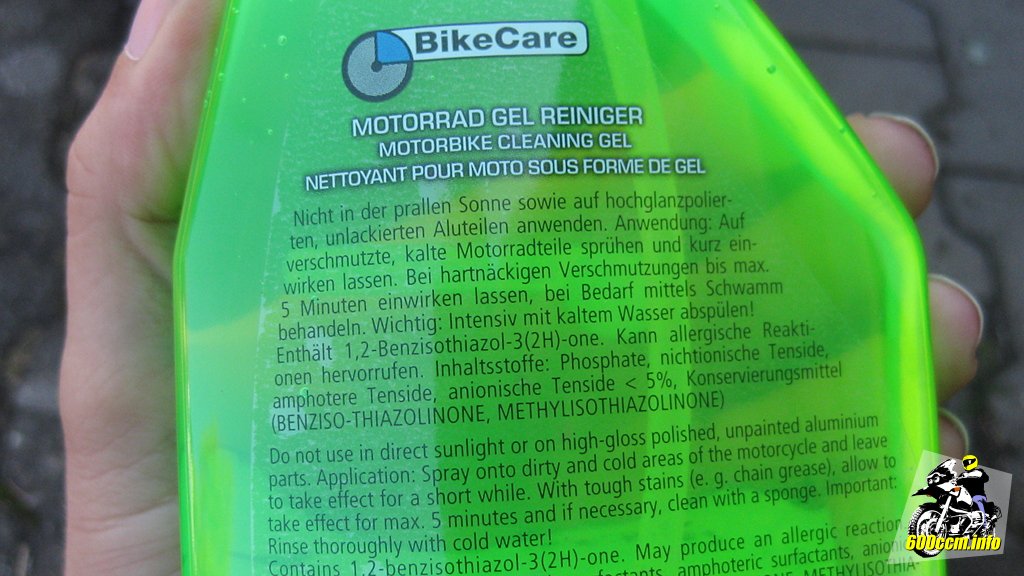 BikeCare
MOTORRAD GEL REINIGER
MOTORBIKE CLEANING GEL
NETTOYANT POUR MOTO SOUS FORME DE GEL
Nicht in der prallen Sonne sowie auf hochglanzpolier-
ten, unlackierten Aluteilen anwenden. Anwendung: Auf
verschmutzte, kalte Motorradteile sprühen und kurz ein-
wirken lassen. Bei hartnäckigen Verschmutzungen bis max.
5 Minuten einwirken lassen, bei Bedarf mittels Schwamm
behandeln. Wichtig: Intensiv mit kaltem Wasser abspülen!
Enthält 1,2-Benzisothiazol-3(2H)-one. Kann allergische Reakti-
onen hervorrufen. Inhaltsstoffe: Phosphate, nichtionische Tenside,
amphotere Tenside, anionische Tenside < 5%, Konservierungsmittel
(BENZISO-THIAZOLINONE, METHYLISOTHIAZOLINONE)
Do not use in direct sunlight or on high-gloss polished, unpainted aluminium
parts. Application: Spray onto dirty and cold areas of the motorcycle and leave
to take effect for a short while. With tough stains (e. g. chain grease), allow to
take effect for max. 5 minutes and if necessary, clean with a sponge. Important:
Rinse thoroughly with cold water!
Contains 1,2-benzisothiazol-3(2H)-one. May produce an allergic reaction
amphoteric surfactants,
600ccm.info